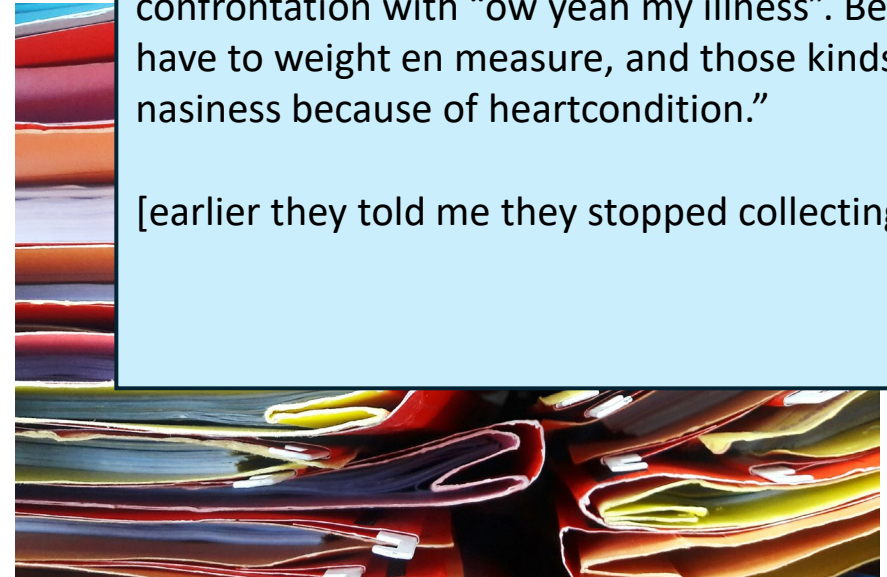 confrontation with “ow yeah my illness”. Be
have to weight en measure, and those kinds
nasiness because of heartcondition.”
[earlier they told me they stopped collecting